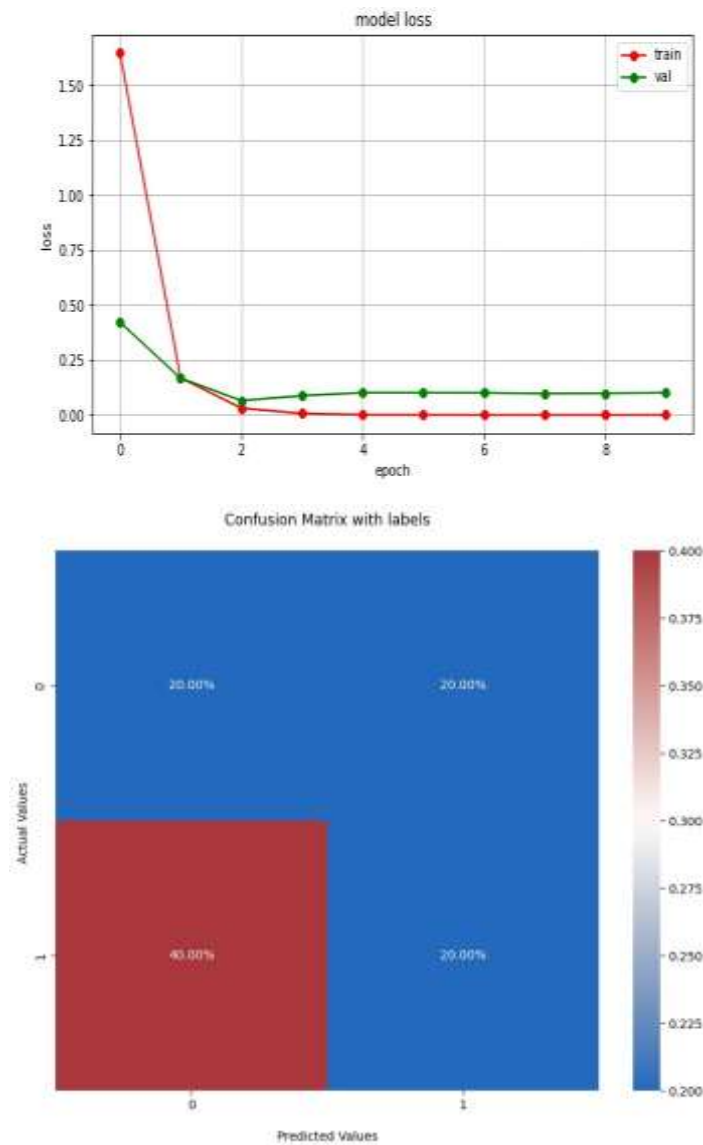 model loss
train
val
1.50
1.25
1.00
0.75
0.50
0.25
0.00
loss
0 2 4 6 8
epoch
Confusion Matrix with labels
0.400
0.375
0.350
0.325
0.300
0.275
0.250
0.225
0.200
20.00% 20.00%
40.00% 20.00%
0
1
Actual Values
0 1
Predicted Values